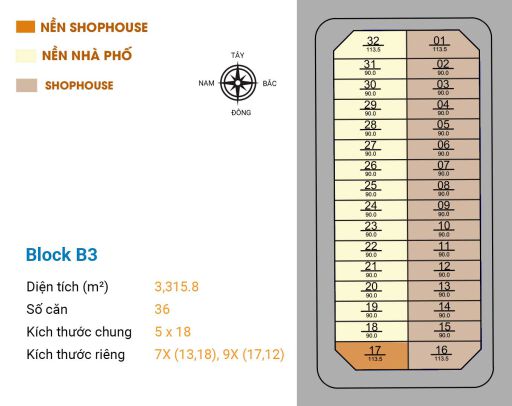 NỀN SHOPHOUSE
NỀN NHÀ PHỐ
SHOPHOUSE
TÂY
NAM
BẮC
ĐÔNG
Block B3
Diện tích (m²) 3,315.8
Số căn 36
Kích thước chung 5 x 18
Kích thước riêng 7X (13,18), 9X (17,12)
32 01
113.5 113.5
31 02
90.0 90.0
30 03
90.0 90.0
29 04
90.0 90.0
28 05
90.0 90.0
27 06
90.0 90.0
26 07
90.0 90.0
25 08
90.0 90.0
24 09
90.0 90.0
23 10
90.0 90.0
22 11
90.0 90.0
21 12
90.0 90.0
20 13
90.0 90.0
19 14
90.0 90.0
18 15
90.0 90.0
17 16
113.5 113.5